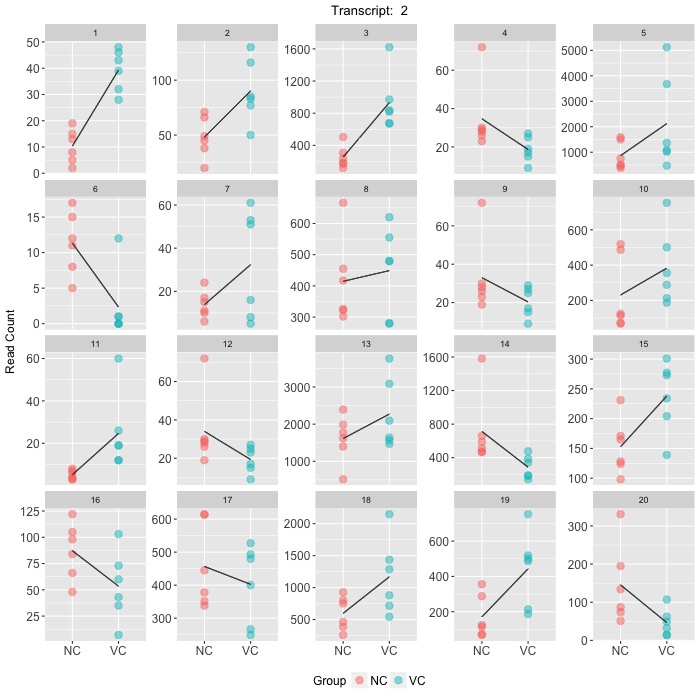 Transcript: 2
1 2 3 4 5
50 40 30 20 10 0
100 50
1600 1200 800 400
60 40 20
5000 4000 3000 2000 1000
6 7 8 9 10
15 10 5 0
60 40 20 0
600 500 400 300
60 40 20
600 400 200
Read Count
11 12 13 14 15
60 40 20
60 40 20
3000 2000 1000
1600 1200 800 400
300 250 200 150 100
16 17 18 19 20
125 100 75 50 25
600 500 400 300
2000 1500 1000 500
600 400 200
300 200 100 0
NC VC NC VC NC VC NC VC NC VC
Group NC VC